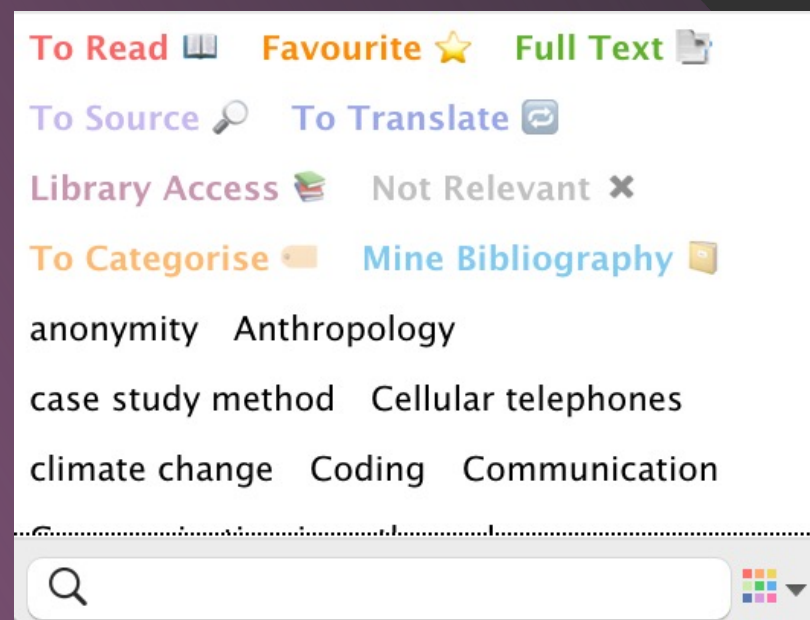 To Read 📖 Favourite ⭐ Full Text 📑
To Source 🔎 To Translate 🔁
Library Access 📚 Not Relevant ✖
To Categorise 🏷 Mine Bibliography 📒
anonymity Anthropology
case study method Cellular telephones
climate change Coding Communication